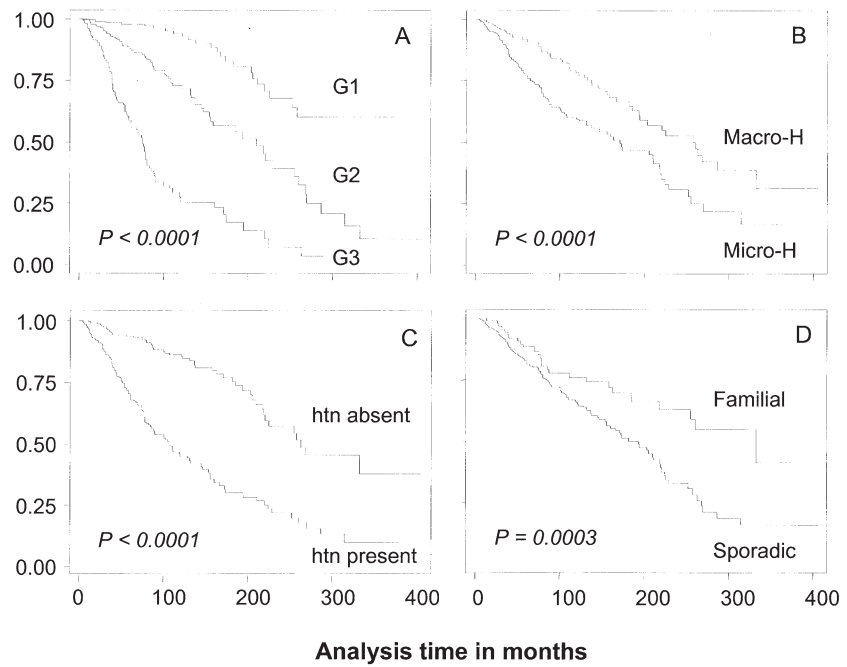 1.00
0.75
0.50
0.25
0.00
A
G1
G2
G3
P < 0.0001
B
Macro-H
Micro-H
P < 0.0001
1.00
0.75
0.50
0.25
0.00
C
htn absent
htn present
P < 0.0001
0 100 200 300 400
D
Familial
Sporadic
P = 0.0003
0 100 200 300 400
Analysis time in months